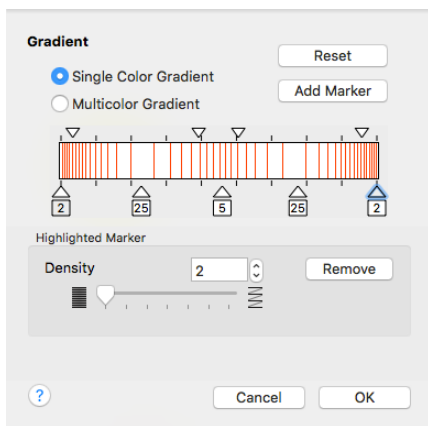 Gradient
Reset
Single Color Gradient
Add Marker
Multicolor Gradient
2 25 5 25 2
Highlighted Marker
Density 2 Remove
? Cancel OK